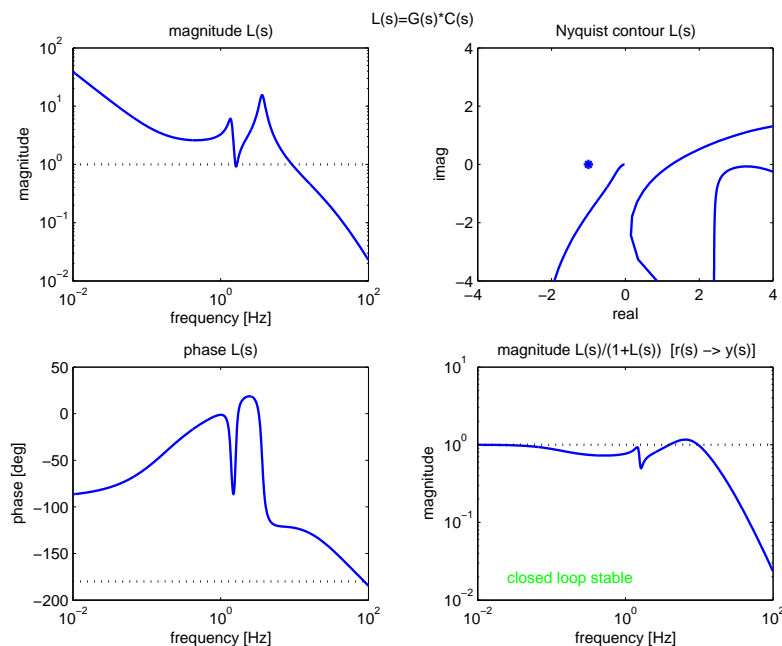 L(s)=G(s)*C(s)
magnitude L(s)
magnitude
10^2
10^1
10^0
10^-1
10^-2
10^-2 10^0 10^2
frequency [Hz]
Nyquist contour L(s)
imag
4
2
0
−2
−4
−4 −2 0 2 4
real
phase L(s)
phase [deg]
50
0
−50
−100
−150
−200
10^-2 10^0 10^2
frequency [Hz]
magnitude L(s)/(1+L(s)) [r(s) −> y(s)]
magnitude
10^1
10^0
10^-1
10^-2
closed loop stable
10^-2 10^0 10^2
frequency [Hz]